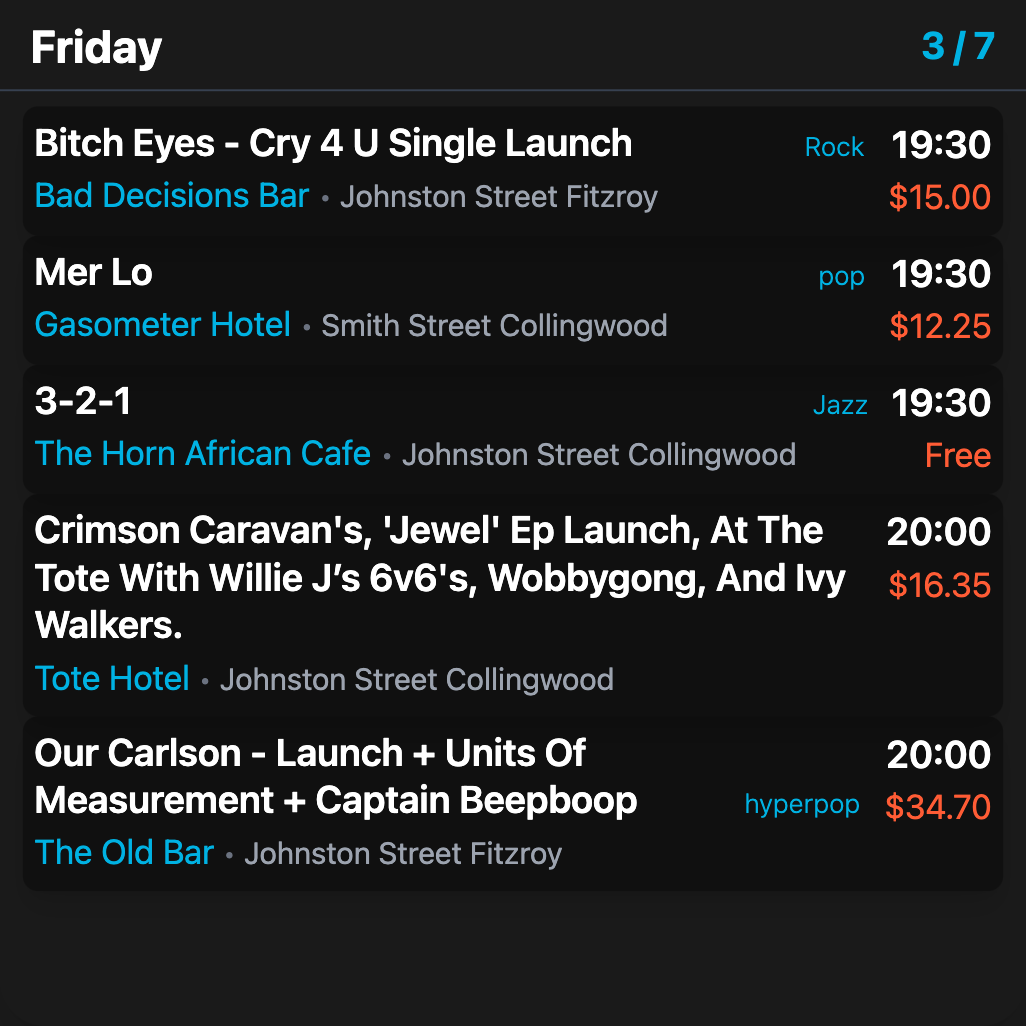 Friday 3 / 7
Bitch Eyes - Cry 4 U Single Launch Rock 19:30
Bad Decisions Bar • Johnston Street Fitzroy $15.00
Mer Lo pop 19:30
Gasometer Hotel • Smith Street Collingwood $12.25
3-2-1 Jazz 19:30
The Horn African Cafe • Johnston Street Collingwood Free
Crimson Caravan's, 'Jewel' Ep Launch, At The 20:00
Tote With Willie J’s 6v6's, Wobbygong, And Ivy $16.35
Walkers.
Tote Hotel • Johnston Street Collingwood
Our Carlson - Launch + Units Of 20:00
Measurement + Captain Beepboop hyperpop $34.70
The Old Bar • Johnston Street Fitzroy